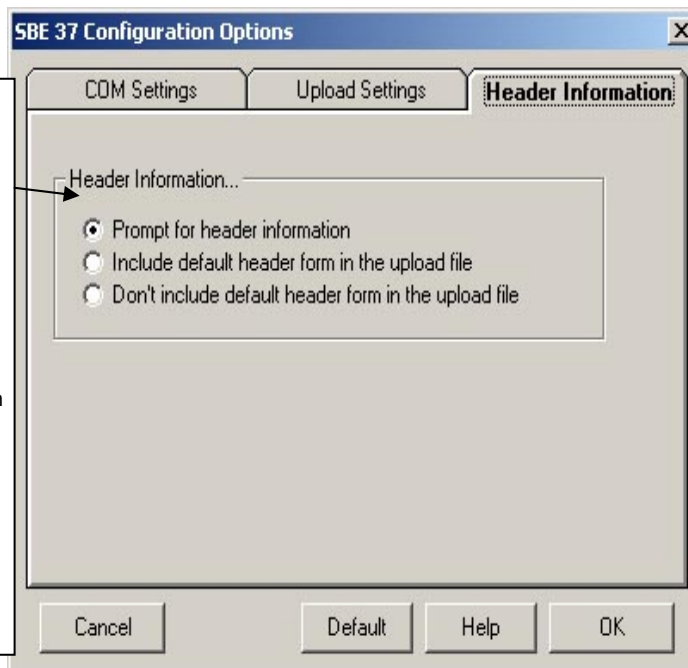 SBE 37 Configuration Options
COM Settings
Upload Settings
Header Information
Header Information...
Prompt for header information
Include default header form in the upload file
Don't include default header form in the upload file
Cancel
Default
Help
OK